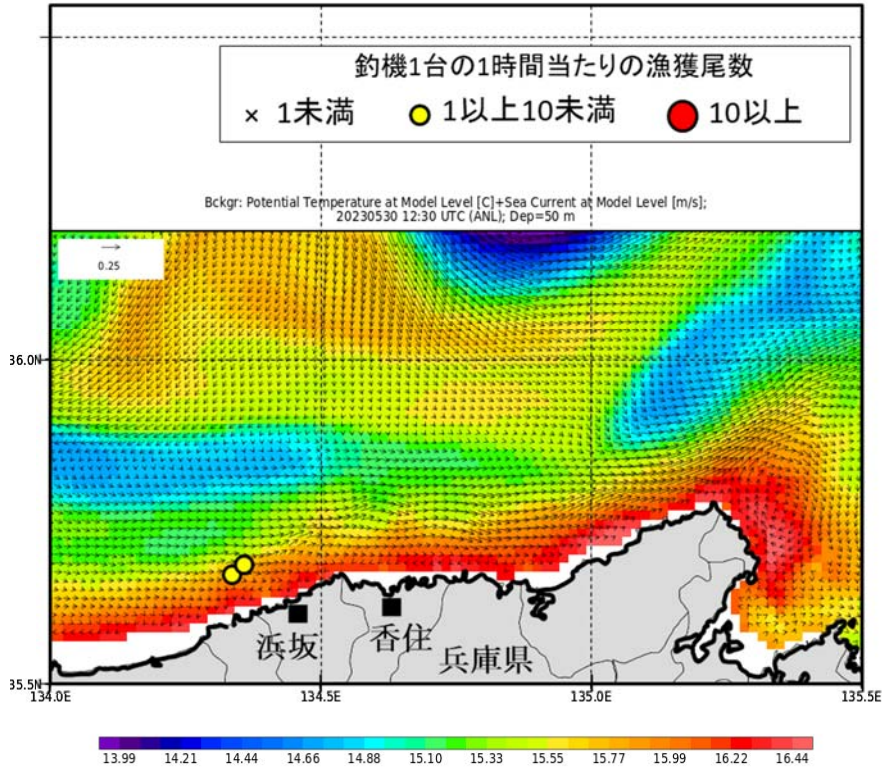 釣機1台の1時間当たりの漁獲尾数
× 1未満 1以上10未満 10以上
Bckgr: Potential Temperature at Model Level [C]+Sea Current at Model Level [m/s];
20230530 12:30 UTC (ANL); Dep=50 m
0.25
36.0N
浜坂
香住
兵庫県
35.5N
134.0E 134.5E 135.0E 135.5E
13.99 14.21 14.44 14.66 14.88 15.10 15.33 15.55 15.77 15.99 16.22 16.44